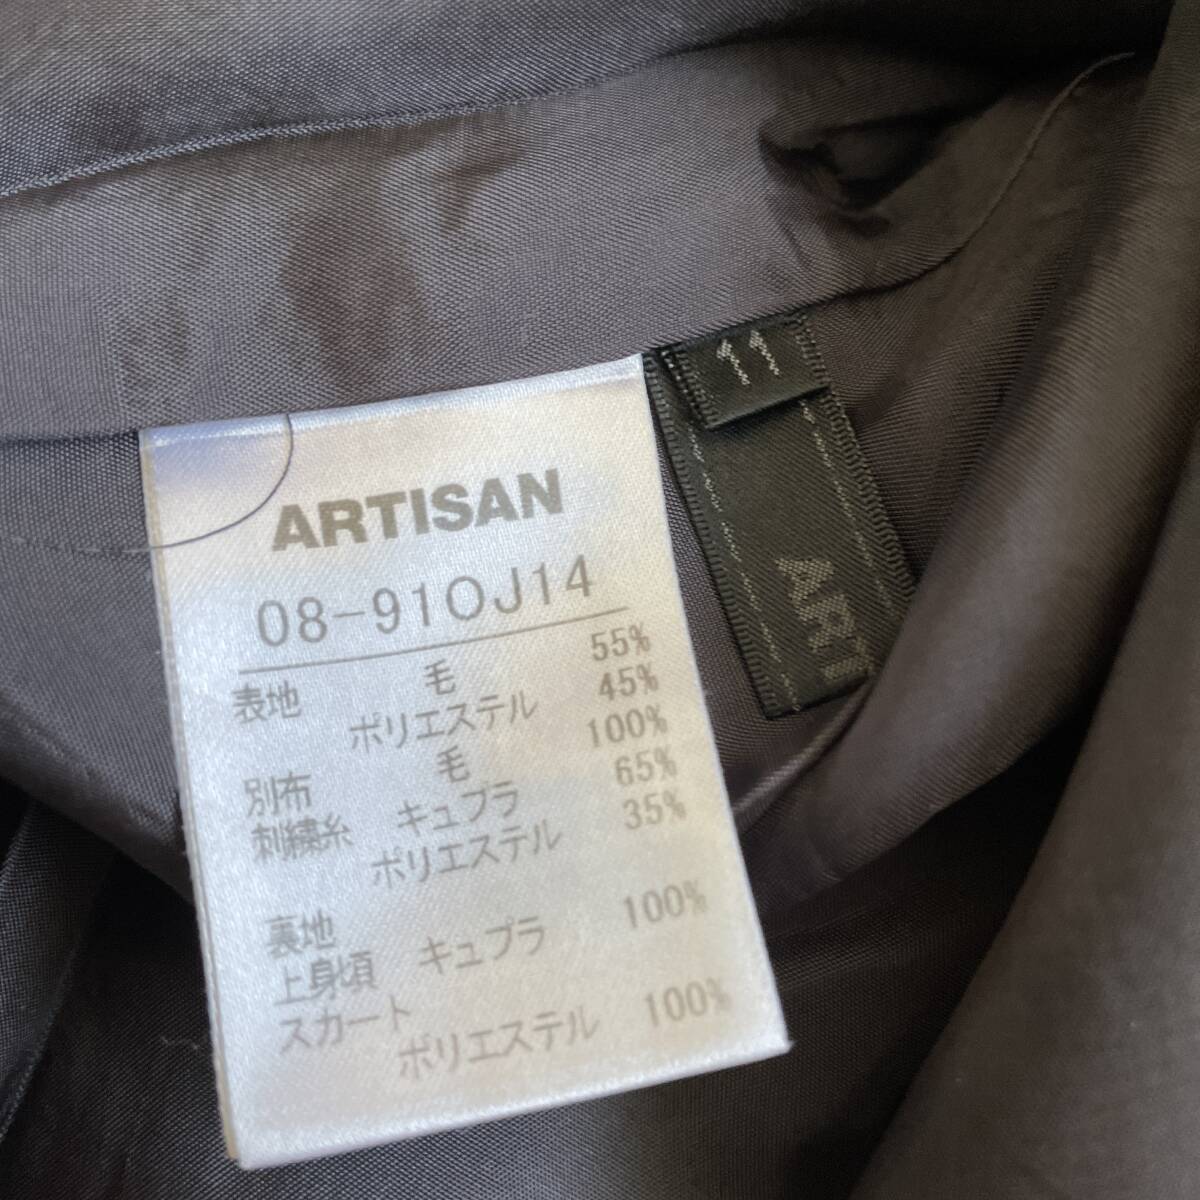 ARTISAN
08-91OJ14
表地 毛 55%
ポリエステル 45%
別布 毛 100%
刺繍糸 キュプラ 65%
ポリエステル 35%
裏地
上身頃 キュプラ 100%
スカート
ポリエステル 100%
11
ART